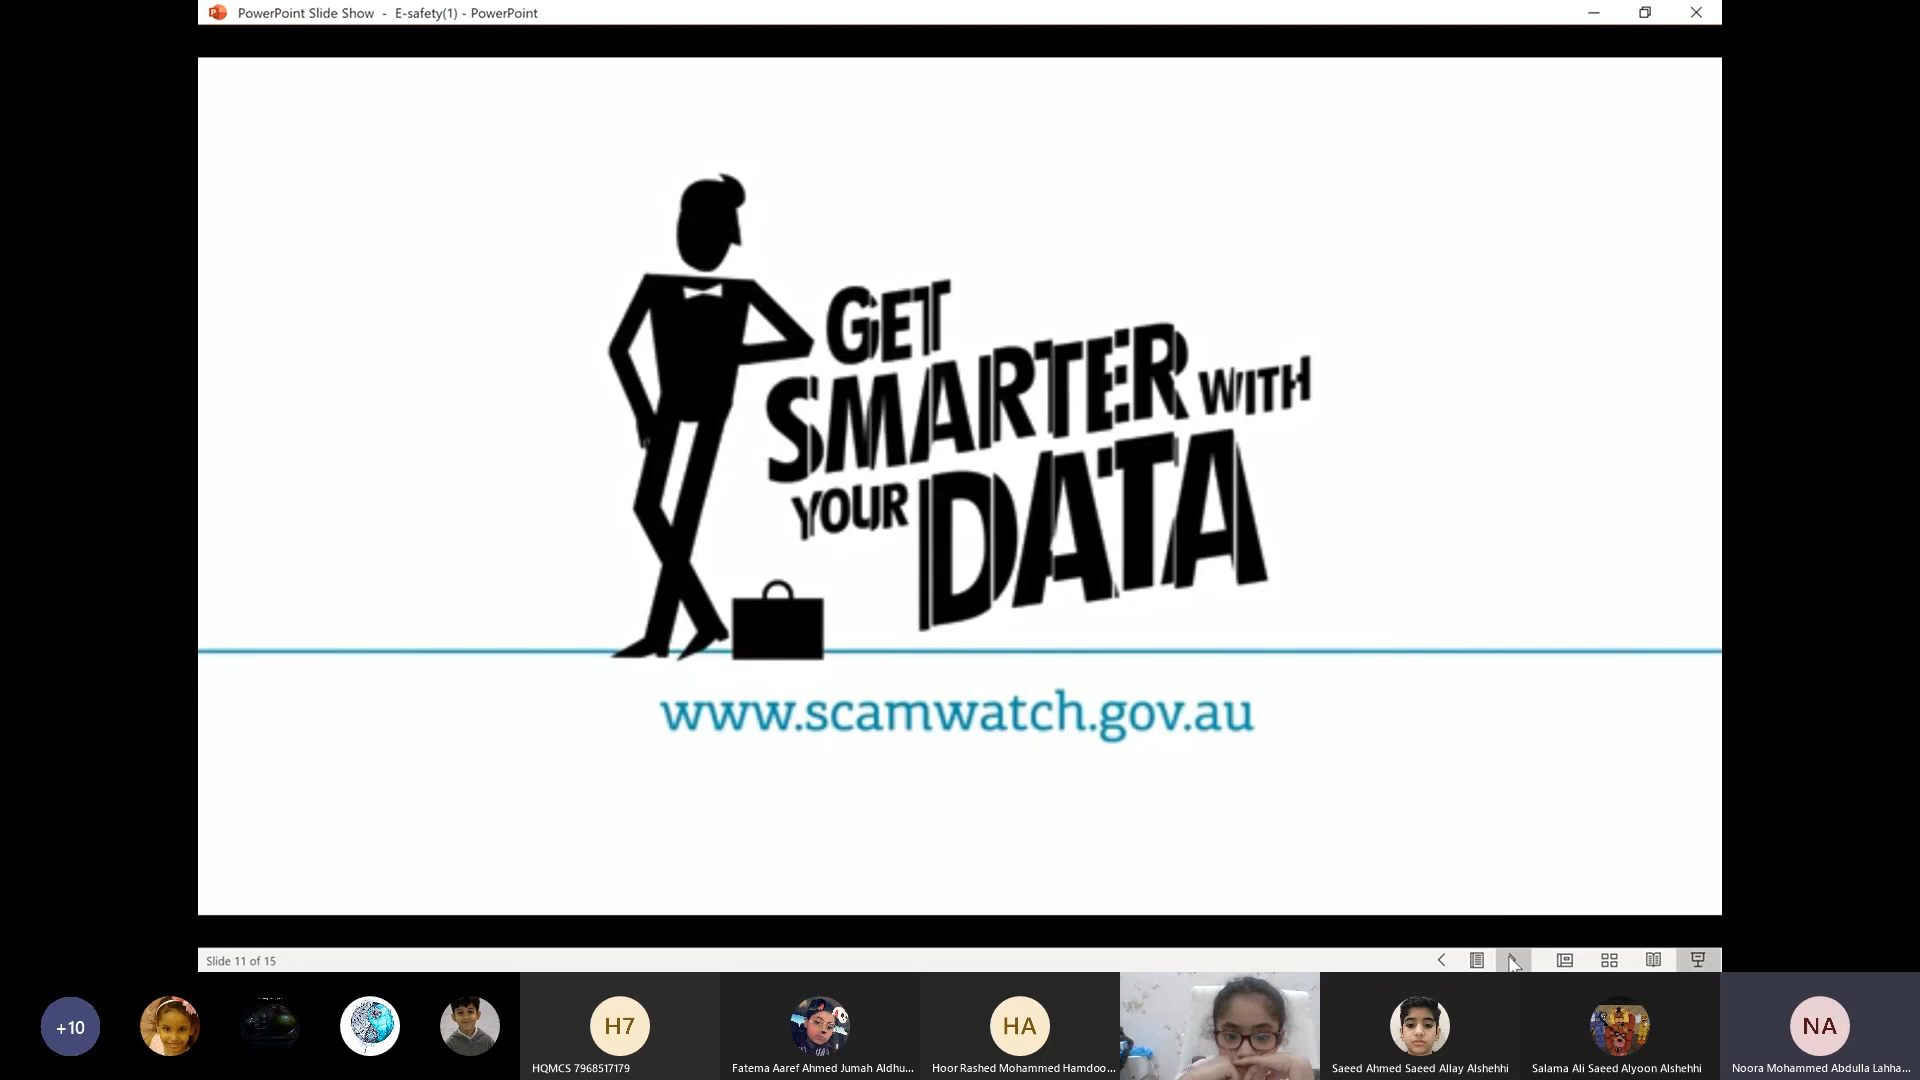 PowerPoint Slide Show - E-safety(1) - PowerPoint
GET
SMARTER WITH
YOUR DATA
www.scamwatch.gov.au
Slide 11 of 15
+10
H7
HA
NA
HQMCS 7968517179
Fatema Aaref Ahmed Jumah Aldhu...
Hoor Rashed Mohammed Hamdoo...
Saeed Ahmed Saeed Allay Alshehhi
Salama Ali Saeed Alyoon Alshehhi
Noora Mohammed Abdulla Lahha...